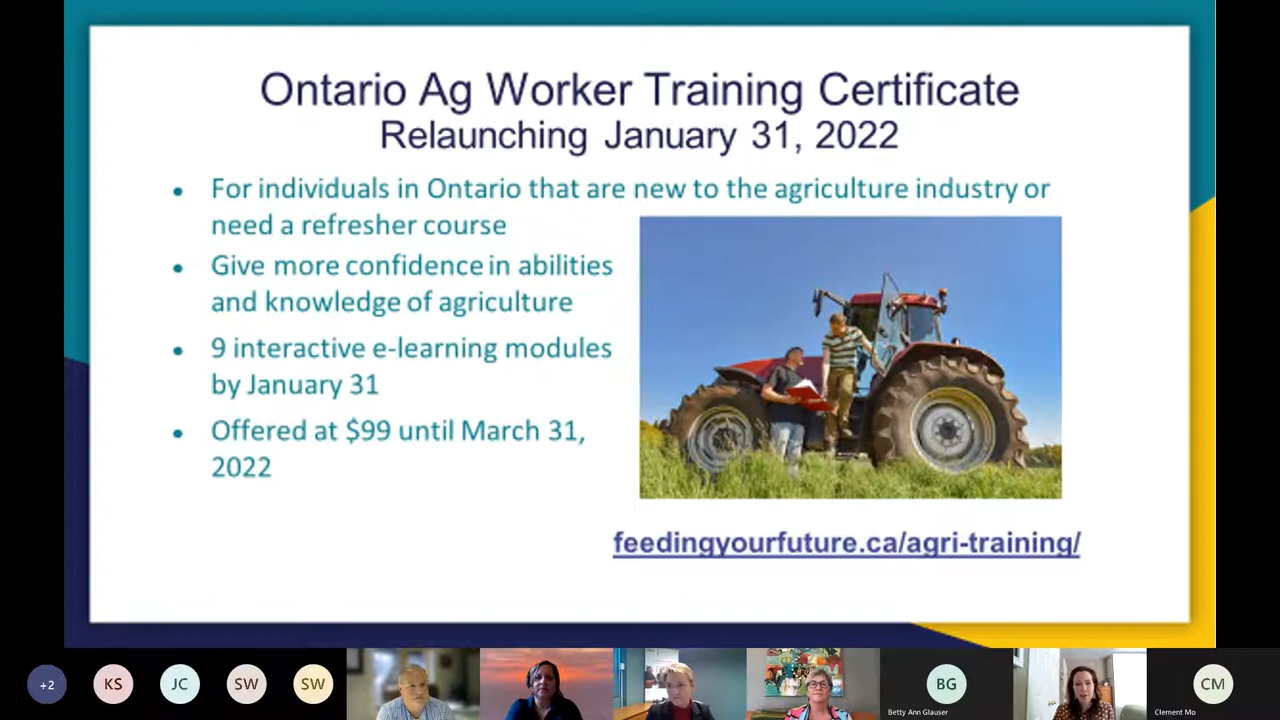 Ontario Ag Worker Training Certificate
Relaunching January 31, 2022
• For individuals in Ontario that are new to the agriculture industry or
need a refresher course
• Give more confidence in abilities
and knowledge of agriculture
• 9 interactive e-learning modules
by January 31
• Offered at $99 until March 31,
2022
feedingyourfuture.ca/agri-training/
+2
KS
JC
SW
SW
BG
Betty Ann Glauser
CM
Clement Mo